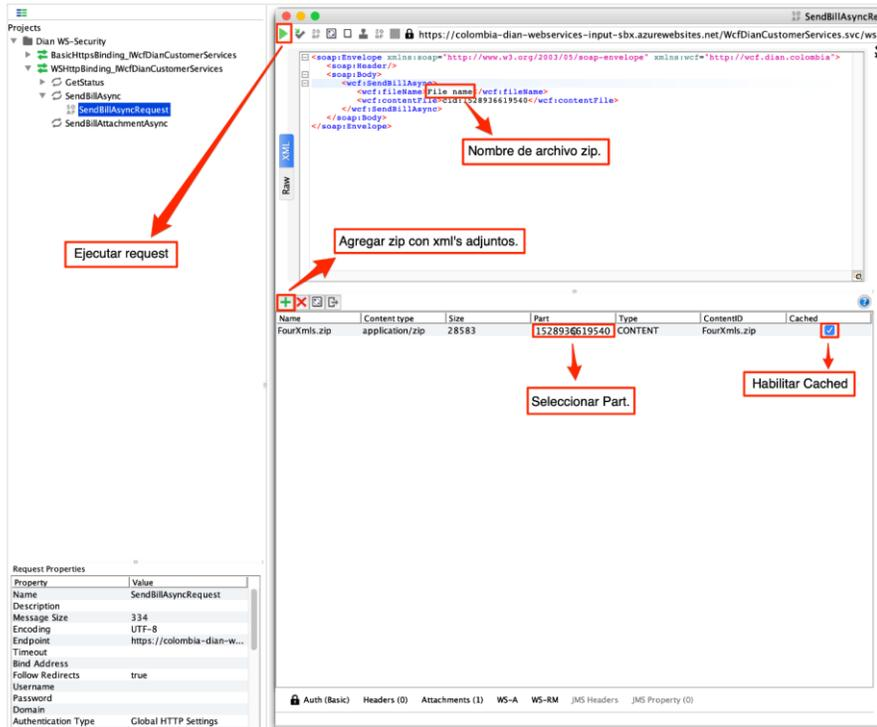 Projects
Dian WS-Security
BasicHttpsBinding_IWcfDianCustomerServices
WSHttpBinding_IWcfDianCustomerServices
GetStatus
SendBillAsync
SendBillAsyncRequest
SendBillAttachmentAsync
Ejecutar request
SendBillAsyncRe
https://colombia-dian-webservices-input-sbx.azurewebsites.net/WcfDianCustomerServices.svc/ws
<soap:Envelope xmlns:soap="http://www.w3.org/2003/05/soap-envelope" xmlns:wcf="http://wcf.dian.colombia">
<soap:Header/>
<soap:Body>
<wcf:SendBillAsync>
<wcf:fileName>File name</wcf:fileName>
<wcf:contentFile>cid:1528936619540</wcf:contentFile>
</wcf:SendBillAsync>
</soap:Body>
</soap:Envelope>
XML
Raw
Nombre de archivo zip.
Agregar zip con xml's adjuntos.
Name Content type Size Part Type ContentID Cached
FourXmls.zip application/zip 28583 1528936619540 CONTENT FourXmls.zip
Seleccionar Part.
Habilitar Cached
Request Properties
Property Value
Name SendBillAsyncRequest
Description
Message Size 334
Encoding UTF-8
Endpoint https://colombia-dian-w...
Timeout
Bind Address
Follow Redirects true
Username
Password
Domain
Authentication Type Global HTTP Settings
Auth (Basic) Headers (0) Attachments (1) WS-A WS-RM JMS Headers JMS Property (0)